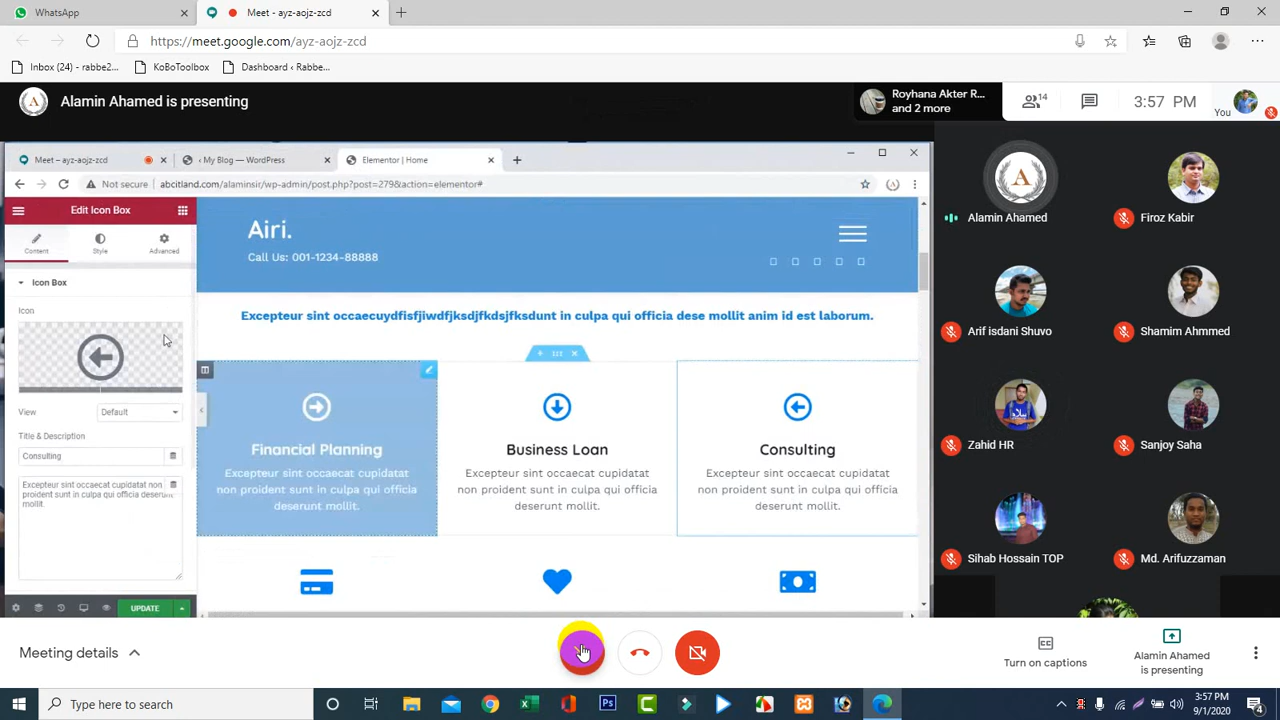 WhatsApp
Meet - ayz-aojz-zcd
https://meet.google.com/ayz-aojz-zcd
Inbox (24) - rabbe2...
KoBoToolbox
Dashboard ‹ Rabbe...
Alamin Ahamed is presenting
Royhana Akter R...
and 2 more
14
3:57 PM
You
Meet – ayz-aojz-zcd
‹ My Blog — WordPress
Elementor | Home
Not secure
abcitland.com/alaminsir/wp-admin/post.php?post=279&action=elementor#
Edit Icon Box
Content
Style
Advanced
Icon Box
Icon
View
Default
Title & Description
Consulting
Excepteur sint occaecat cupidatat non
proident sunt in culpa qui officia deserunt
mollit.
UPDATE
Airi.
Call Us: 001-1234-88888
Excepteur sint occaecuydfisfjiwdfjksdjfkdsjfksdunt in culpa qui officia dese mollit anim id est laborum.
Financial Planning
Excepteur sint occaecat cupidatat
non proident sunt in culpa qui officia
deserunt mollit.
Business Loan
Excepteur sint occaecat cupidatat
non proident sunt in culpa qui officia
deserunt mollit.
Consulting
Excepteur sint occaecat cupidatat
non proident sunt in culpa qui officia
deserunt mollit.
Alamin Ahamed
Firoz Kabir
Arif isdani Shuvo
Shamim Ahmmed
Zahid HR
Sanjoy Saha
Sihab Hossain TOP
Md. Arifuzzaman
Meeting details
Turn on captions
Alamin Ahamed
is presenting
Type here to search
3:57 PM
9/1/2020
4